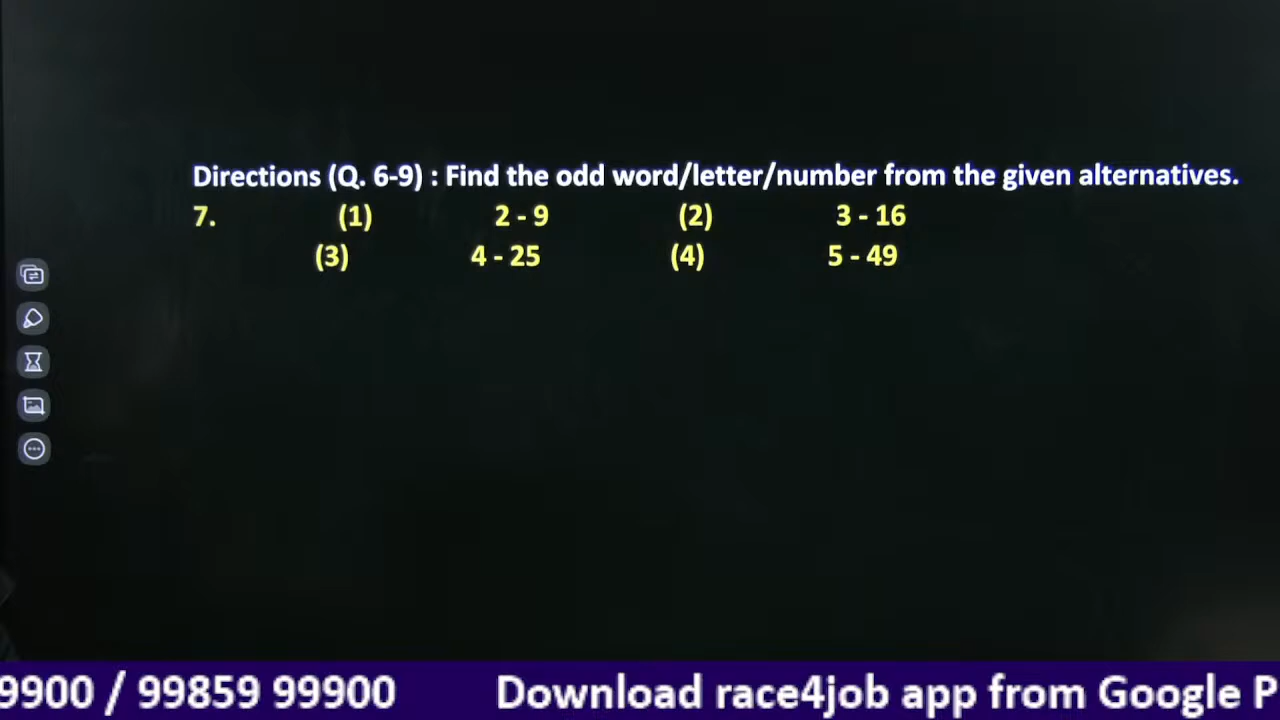 Directions (Q. 6-9) : Find the odd word/letter/number from the given alternatives.
7. (1) 2 - 9 (2) 3 - 16
(3) 4 - 25 (4) 5 - 49
9900 / 99859 99900 Download race4job app from Google P